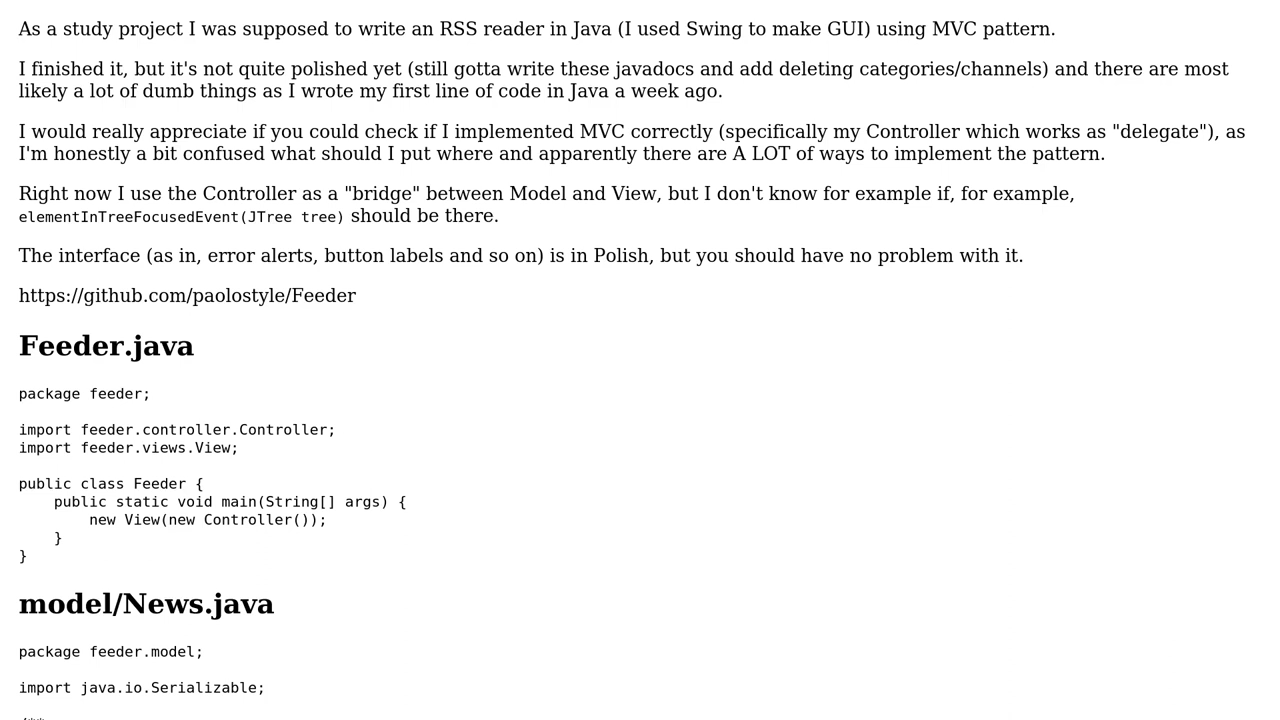 As a study project I was supposed to write an RSS reader in Java (I used Swing to make GUI) using MVC pattern.
I finished it, but it's not quite polished yet (still gotta write these javadocs and add deleting categories/channels) and there are most
likely a lot of dumb things as I wrote my first line of code in Java a week ago.
I would really appreciate if you could check if I implemented MVC correctly (specifically my Controller which works as "delegate"), as
I'm honestly a bit confused what should I put where and apparently there are A LOT of ways to implement the pattern.
Right now I use the Controller as a "bridge" between Model and View, but I don't know for example if, for example,
elementInTreeFocusedEvent(JTree tree) should be there.
The interface (as in, error alerts, button labels and so on) is in Polish, but you should have no problem with it.
https://github.com/paolostyle/Feeder
Feeder.java
package feeder;
import feeder.controller.Controller;
import feeder.views.View;
public class Feeder {
    public static void main(String[] args) {
        new View(new Controller());
    }
}
model/News.java
package feeder.model;
import java.io.Serializable;